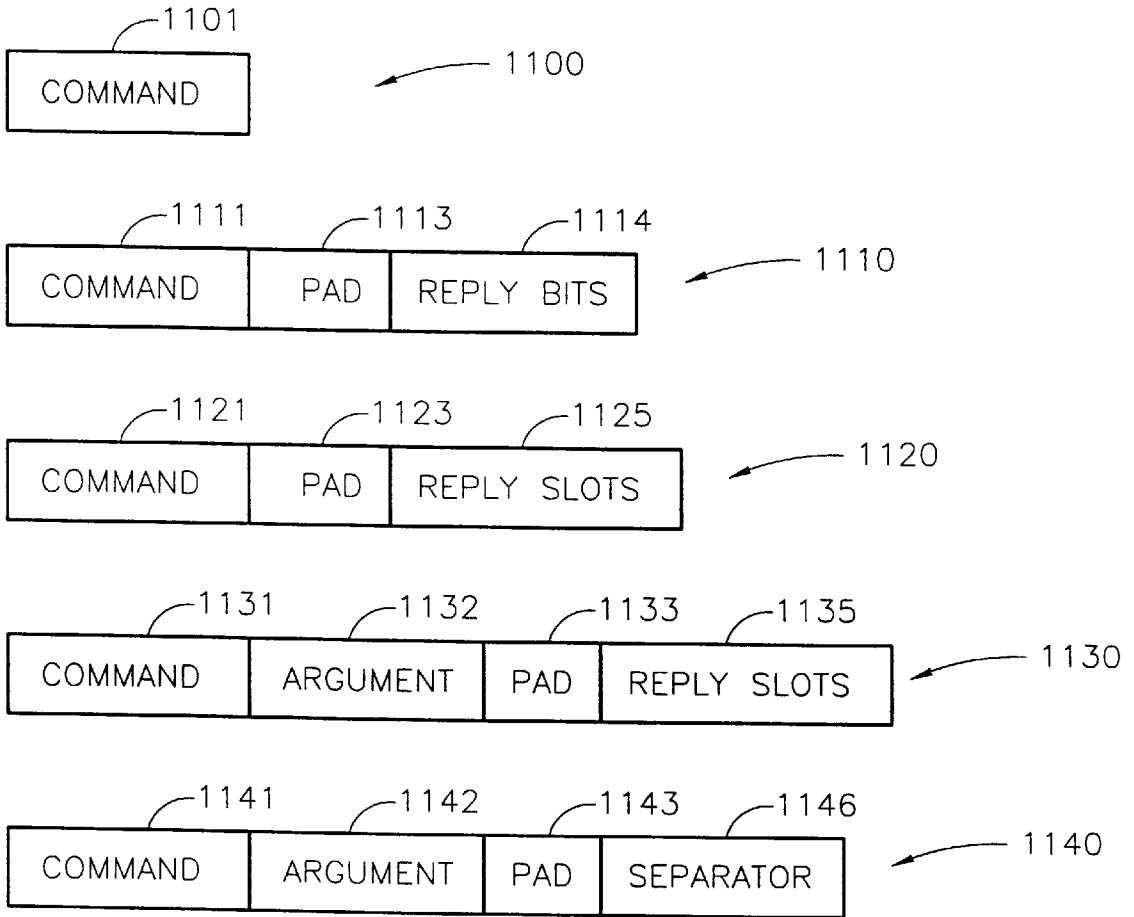 1101
COMMAND
1100
1111 1113 1114
COMMAND PAD REPLY BITS
1110
1121 1123 1125
COMMAND PAD REPLY SLOTS
1120
1131 1132 1133 1135
COMMAND ARGUMENT PAD REPLY SLOTS
1130
1141 1142 1143 1146
COMMAND ARGUMENT PAD SEPARATOR
1140